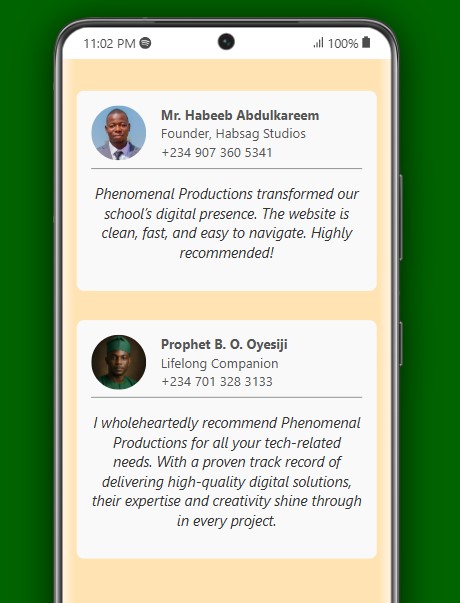 11:02 PM 100%
Mr. Habeeb Abdulkareem
Founder, Habsag Studios
+234 907 360 5341
Phenomenal Productions transformed our
school's digital presence. The website is
clean, fast, and easy to navigate. Highly
recommended!
Prophet B. O. Oyesiji
Lifelong Companion
+234 701 328 3133
I wholeheartedly recommend Phenomenal
Productions for all your tech-related
needs. With a proven track record of
delivering high-quality digital solutions,
their expertise and creativity shine through
in every project.